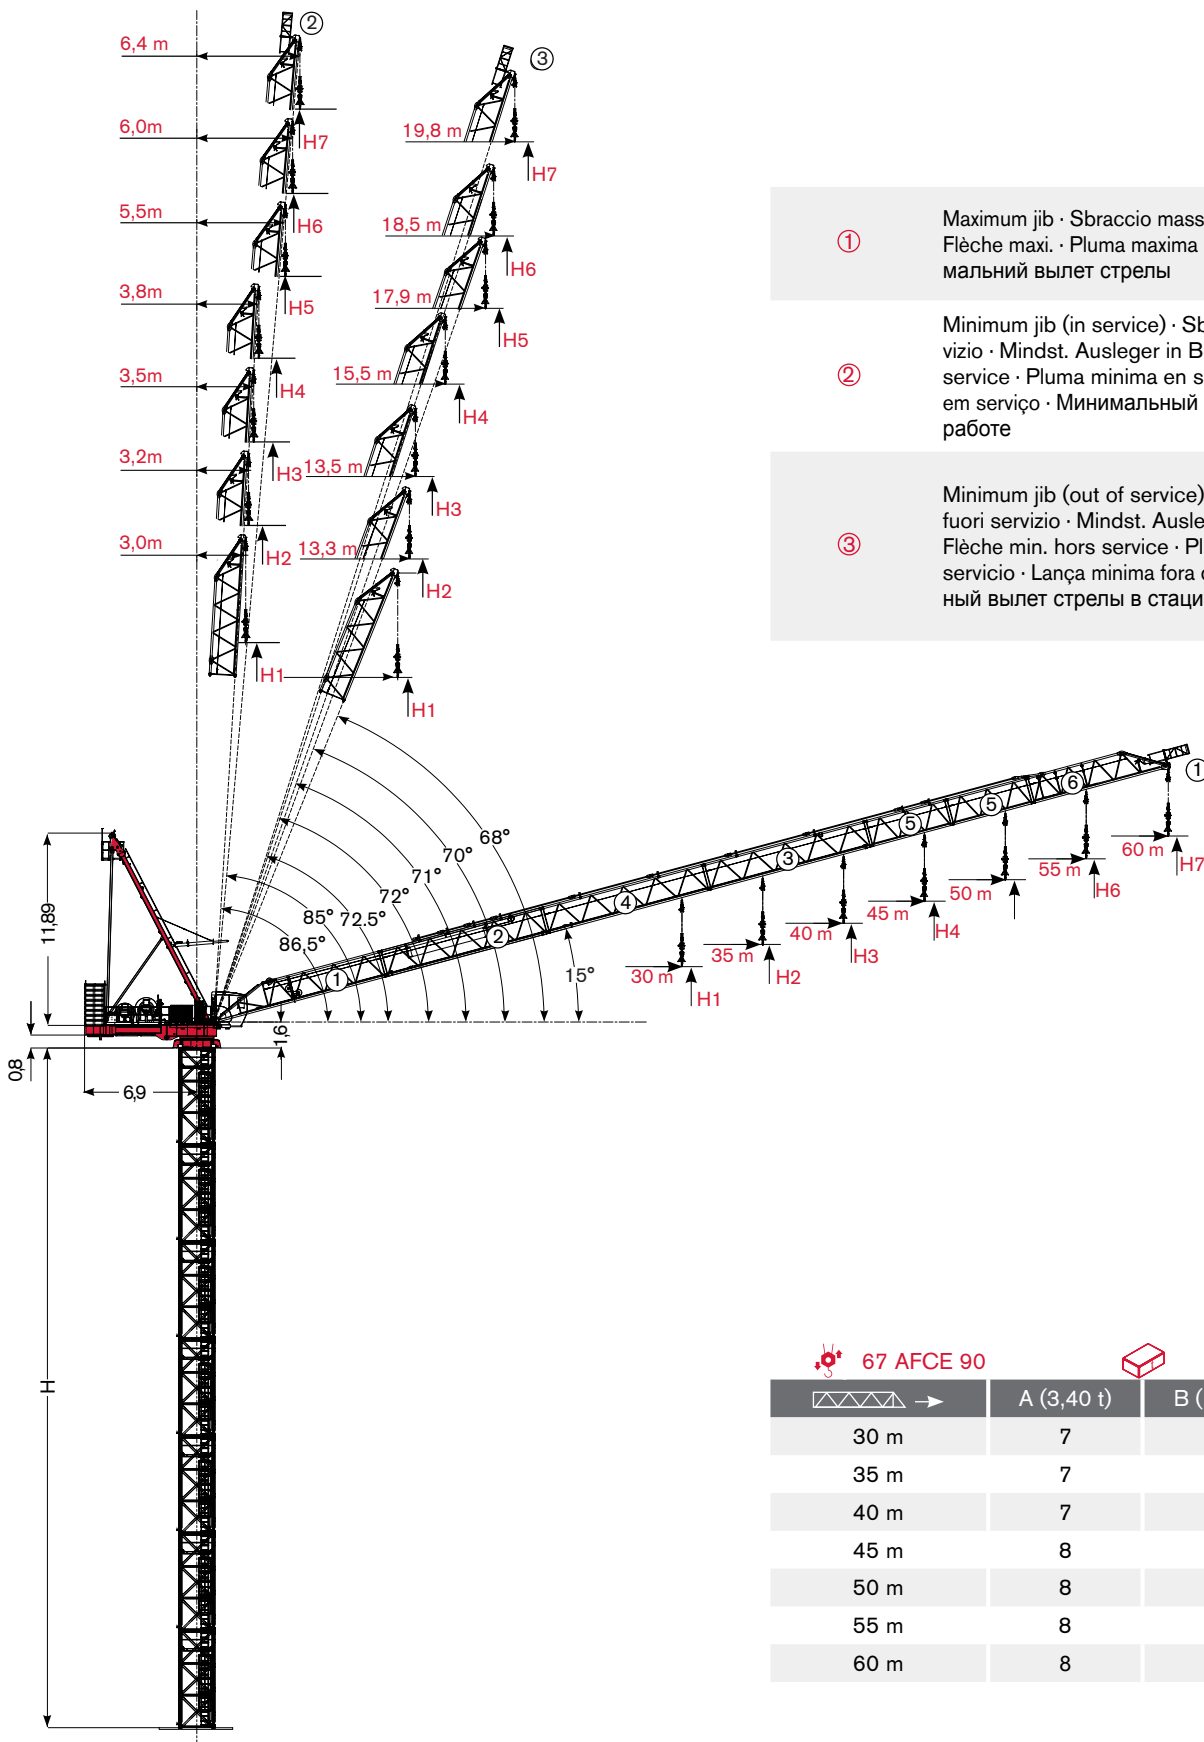 6,4 m
②
6,0m
H7
5,5m
H6
3,8m
H5
3,5m
H4
3,2m
H3
3,0m
H2
H1
③
19,8 m
H7
18,5 m
H6
17,9 m
H5
15,5 m
H4
13,5 m
H3
13,3 m
H2
H1
① Maximum jib · Sbraccio mass
Flèche maxi. · Pluma maxima
мальний вылет стрелы
② Minimum jib (in service) · Sb
vizio · Mindst. Ausleger in B
service · Pluma minima en s
em serviço · Минимальный
работе
③ Minimum jib (out of service)
fuori servizio · Mindst. Ausle
Flèche min. hors service · Pl
servicio · Lança minima fora
ный вылет стрелы в стаци
68°
70°
71°
72°
72.5°
85°
86,5°
15°
①
②
④
③
⑤
⑤
⑥
①
30 m
H1
35 m
H2
40 m
H3
45 m
H4
50 m
55 m
H6
60 m
H7
11,89
0,8
1,6
6,9
H
67 AFCE 90
A (3,40 t) B (
30 m 7
35 m 7
40 m 7
45 m 8
50 m 8
55 m 8
60 m 8